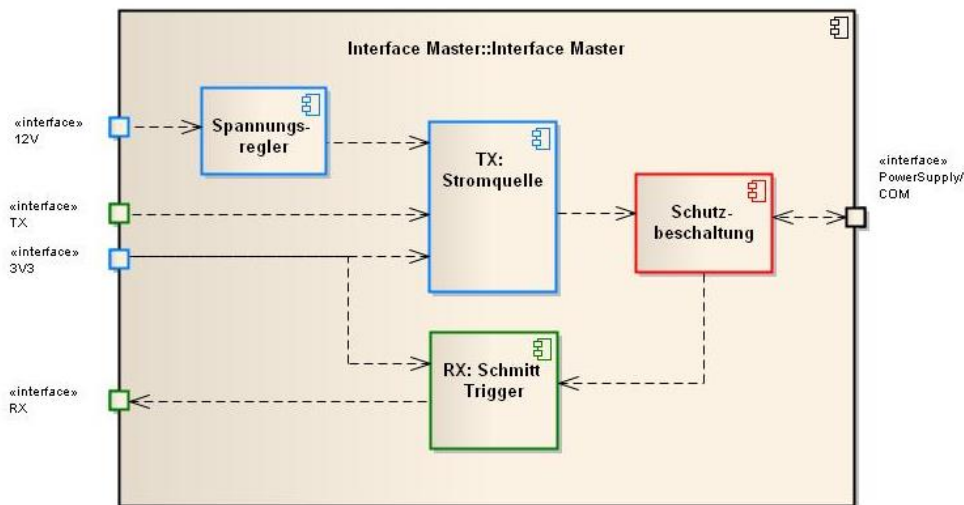 Interface Master::Interface Master
«interface»
12V
Spannungs-
regler
TX:
Stromquelle
«interface»
PowerSupply/
COM
«interface»
TX
Schutz-
beschaltung
«interface»
3V3
RX: Schmitt
Trigger
«interface»
RX